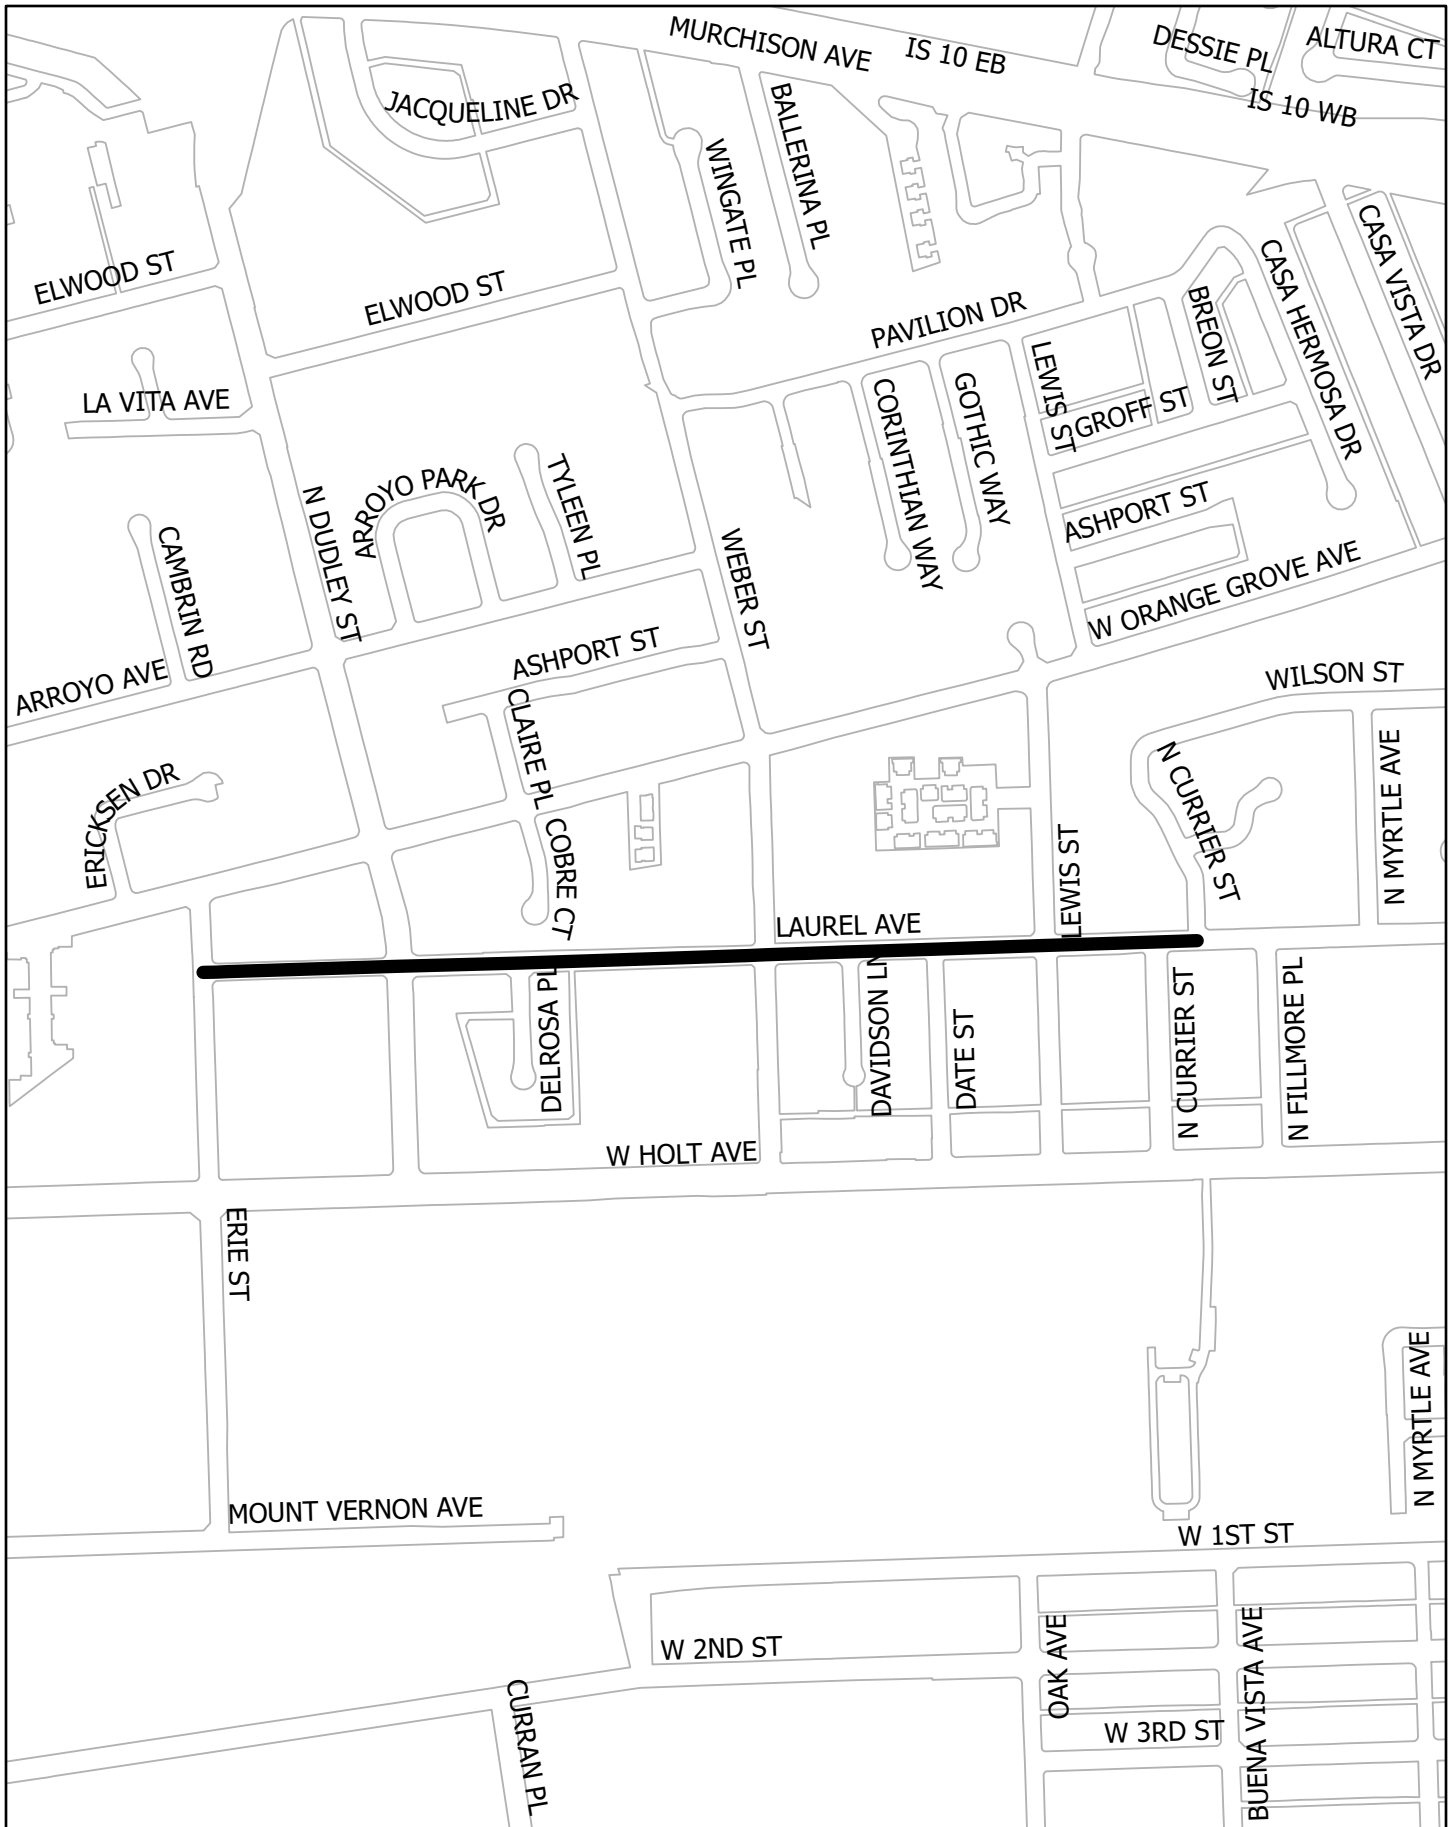 MURCHISON AVE
IS 10 EB
DESSIE PL
ALTURA CT
IS 10 WB
JACQUELINE DR
BALLERINA PL
WINGATE PL
CASA VISTA DR
CASA HERMOSA DR
ELWOOD ST
ELWOOD ST
PAVILION DR
BREON ST
LEWIS ST
LA VITA AVE
CORINTHIAN WAY
GOTHIC WAY
GROFF ST
N DUDLEY ST
ARROYO PARK DR
TYLEEN PL
WEBER ST
ASHPORT ST
CAMBRIN RD
W ORANGE GROVE AVE
ASHPORT ST
ARROYO AVE
WILSON ST
CLAIRE PL
N CURRIER ST
N MYRTLE AVE
ERICKSEN DR
COBRE CT
LEWIS ST
LAUREL AVE
DELROSA PL
DAVIDSON LN
DATE ST
N CURRIER ST
N FILLMORE PL
W HOLT AVE
ERIE ST
N MYRTLE AVE
MOUNT VERNON AVE
W 1ST ST
W 2ND ST
OAK AVE
BUENA VISTA AVE
CURRAN PL
W 3RD ST